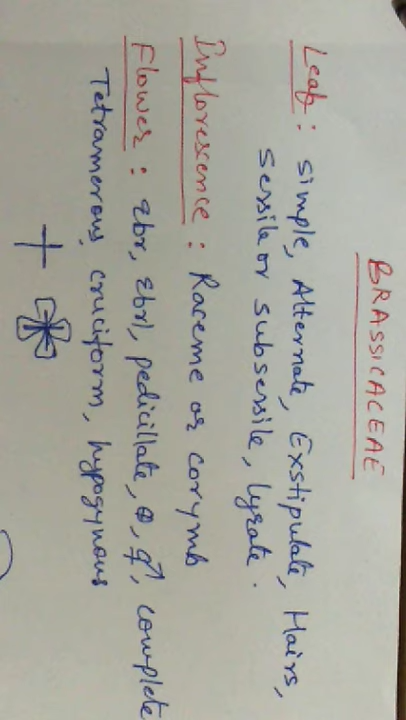 BRASSICACEAE
Leaf : Simple, Alternate, Exstipulate, Hairs,
Sessile or subsessile, lyrate.
Inflorescence : Raceme or corymb
Flower : Ebr, Ebrl, pedicillate, ⊕, ⚥, complete
Tetramerous, cruciform, hypogynous